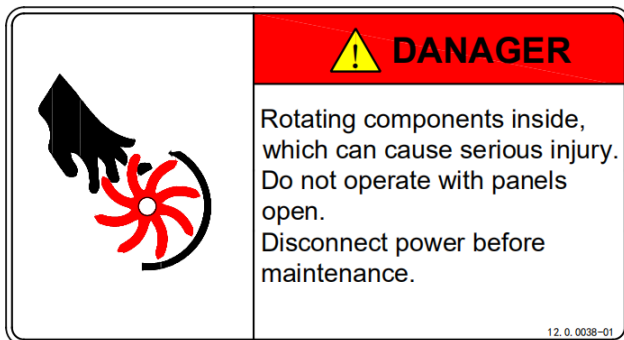 DANAGER
Rotating components inside,
which can cause serious injury.
Do not operate with panels
open.
Disconnect power before
maintenance.
12.0.0038-01